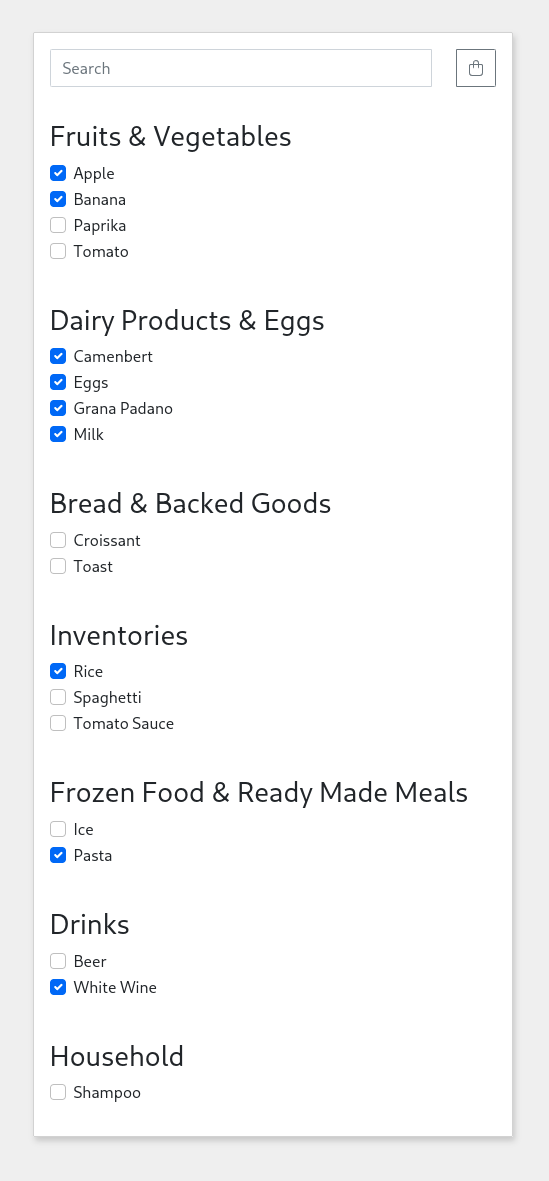 Search
Fruits & Vegetables
Apple
Banana
Paprika
Tomato
Dairy Products & Eggs
Camenbert
Eggs
Grana Padano
Milk
Bread & Backed Goods
Croissant
Toast
Inventories
Rice
Spaghetti
Tomato Sauce
Frozen Food & Ready Made Meals
Ice
Pasta
Drinks
Beer
White Wine
Household
Shampoo